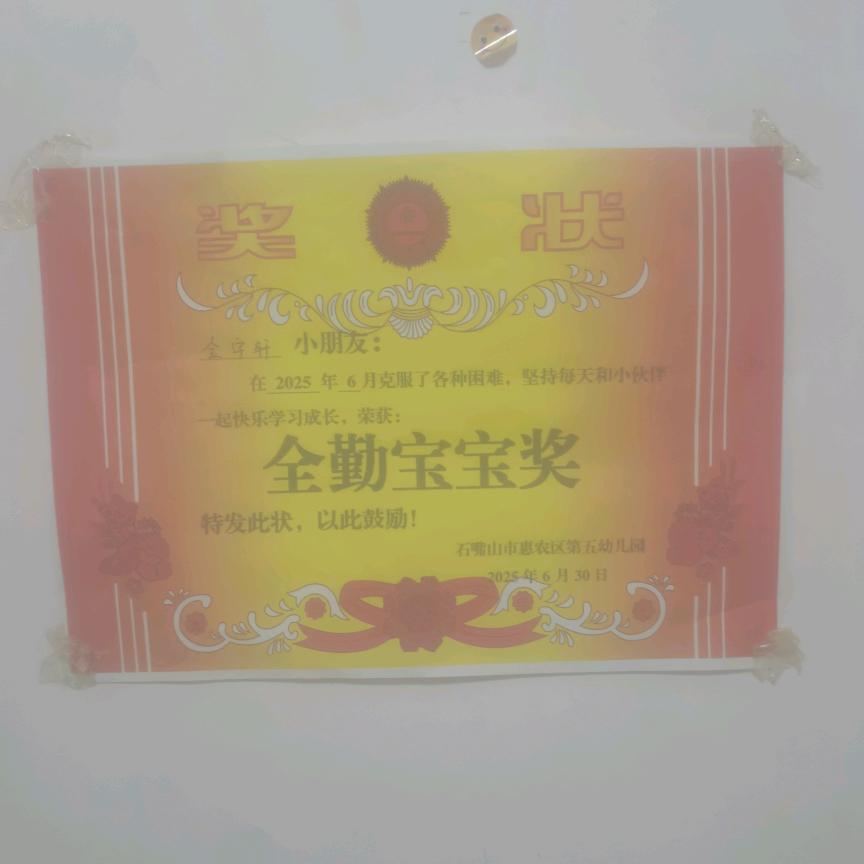 奖 状
金宇轩 小朋友：
在 2025 年 6 月克服了各种困难，坚持每天和小伙伴
一起快乐学习成长，荣获：
全勤宝宝奖
特发此状，以此鼓励！
石嘴山市惠农区第五幼儿园
2025 年 6 月 30 日